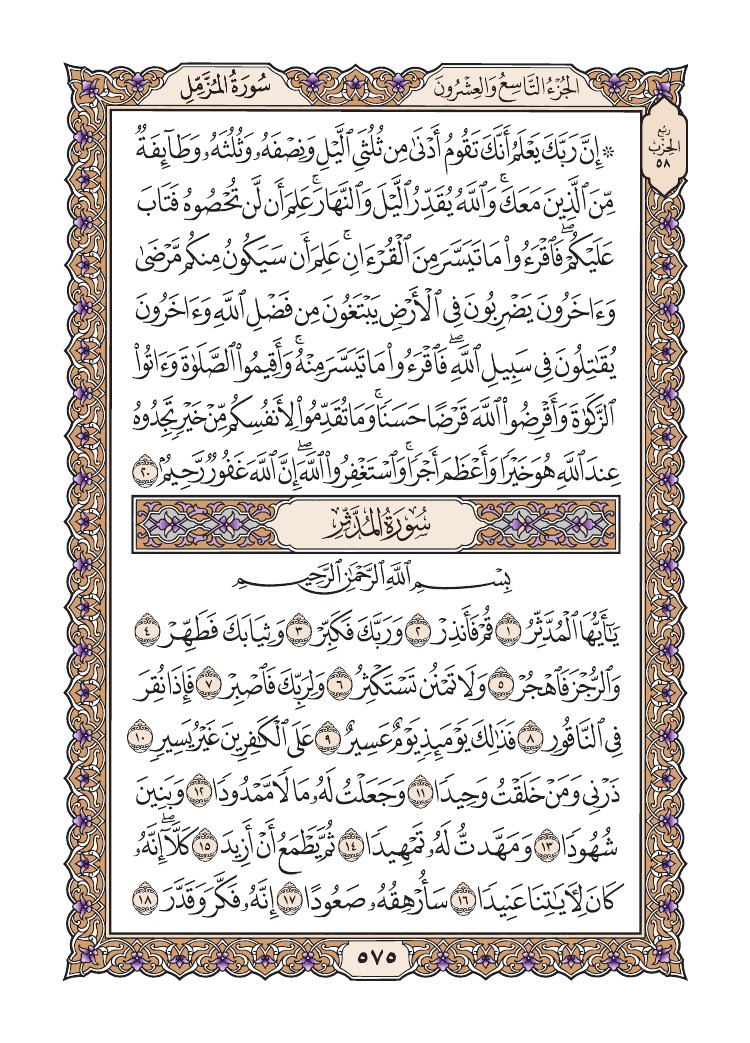 الجُزْءُ التَّاسِعُ وَالعِشْرُونَ
سُورَةُ المُزَّمِّلِ
ربع
الحزب
٥٨
۞ إِنَّ رَبَّكَ يَعْلَمُ أَنَّكَ تَقُومُ أَدْنَىٰ مِن ثُلُثَيِ ٱلَّيْلِ وَنِصْفَهُۥ وَثُلُثَهُۥ وَطَآئِفَةٌ
مِّنَ ٱلَّذِينَ مَعَكَۚ وَٱللَّهُ يُقَدِّرُ ٱلَّيْلَ وَٱلنَّهَارَۚ عَلِمَ أَن لَّن تُحْصُوهُ فَتَابَ
عَلَيْكُمْۖ فَٱقْرَءُوا۟ مَا تَيَسَّرَ مِنَ ٱلْقُرْءَانِۚ عَلِمَ أَن سَيَكُونُ مِنكُم مَّرْضَىٰ
وَءَاخَرُونَ يَضْرِبُونَ فِى ٱلْأَرْضِ يَبْتَغُونَ مِن فَضْلِ ٱللَّهِ وَءَاخَرُونَ
يُقَٰتِلُونَ فِى سَبِيلِ ٱللَّهِۖ فَٱقْرَءُوا۟ مَا تَيَسَّرَ مِنْهُۚ وَأَقِيمُوا۟ ٱلصَّلَوٰةَ وَءَاتُوا۟
ٱلزَّكَوٰةَ وَأَقْرِضُوا۟ ٱللَّهَ قَرْضًا حَسَنًاۚ وَمَا تُقَدِّمُوا۟ لِأَنفُسِكُم مِّنْ خَيْرٍ تَجِدُوهُ
عِندَ ٱللَّهِ هُوَ خَيْرًا وَأَعْظَمَ أَجْرًاۚ وَٱسْتَغْفِرُوا۟ ٱللَّهَۖ إِنَّ ٱللَّهَ غَفُورٌ رَّحِيمٌۢ ٢٠
سُورَةُ المُدَّثِّرِ
بِسْمِ ٱللَّهِ ٱلرَّحْمَٰنِ ٱلرَّحِيمِ
يَٰٓأَيُّهَا ٱلْمُدَّثِّرُ ١ قُمْ فَأَنذِرْ ٢ وَرَبَّكَ فَكَبِّرْ ٣ وَثِيَابَكَ فَطَهِّرْ ٤
وَٱلرُّجْزَ فَٱهْجُرْ ٥ وَلَا تَمْنُن تَسْتَكْثِرُ ٦ وَلِرَبِّكَ فَٱصْبِرْ ٧ فَإِذَا نُقِرَ
فِى ٱلنَّاقُورِ ٨ فَذَٰلِكَ يَوْمَئِذٍ يَوْمٌ عَسِيرٌ ٩ عَلَى ٱلْكَٰفِرِينَ غَيْرُ يَسِيرٍ ١٠
ذَرْنِى وَمَنْ خَلَقْتُ وَحِيدًا ١١ وَجَعَلْتُ لَهُۥ مَالًا مَّمْدُودًا ١٢ وَبَنِينَ
شُهُودًا ١٣ وَمَهَّدتُّ لَهُۥ تَمْهِيدًا ١٤ ثُمَّ يَطْمَعُ أَنْ أَزِيدَ ١٥ كَلَّآۖ إِنَّهُۥ
كَانَ لِءَايَٰتِنَا عَنِيدًا ١٦ سَأُرْهِقُهُۥ صَعُودًا ١٧ إِنَّهُۥ فَكَّرَ وَقَدَّرَ ١٨
٥٧٥